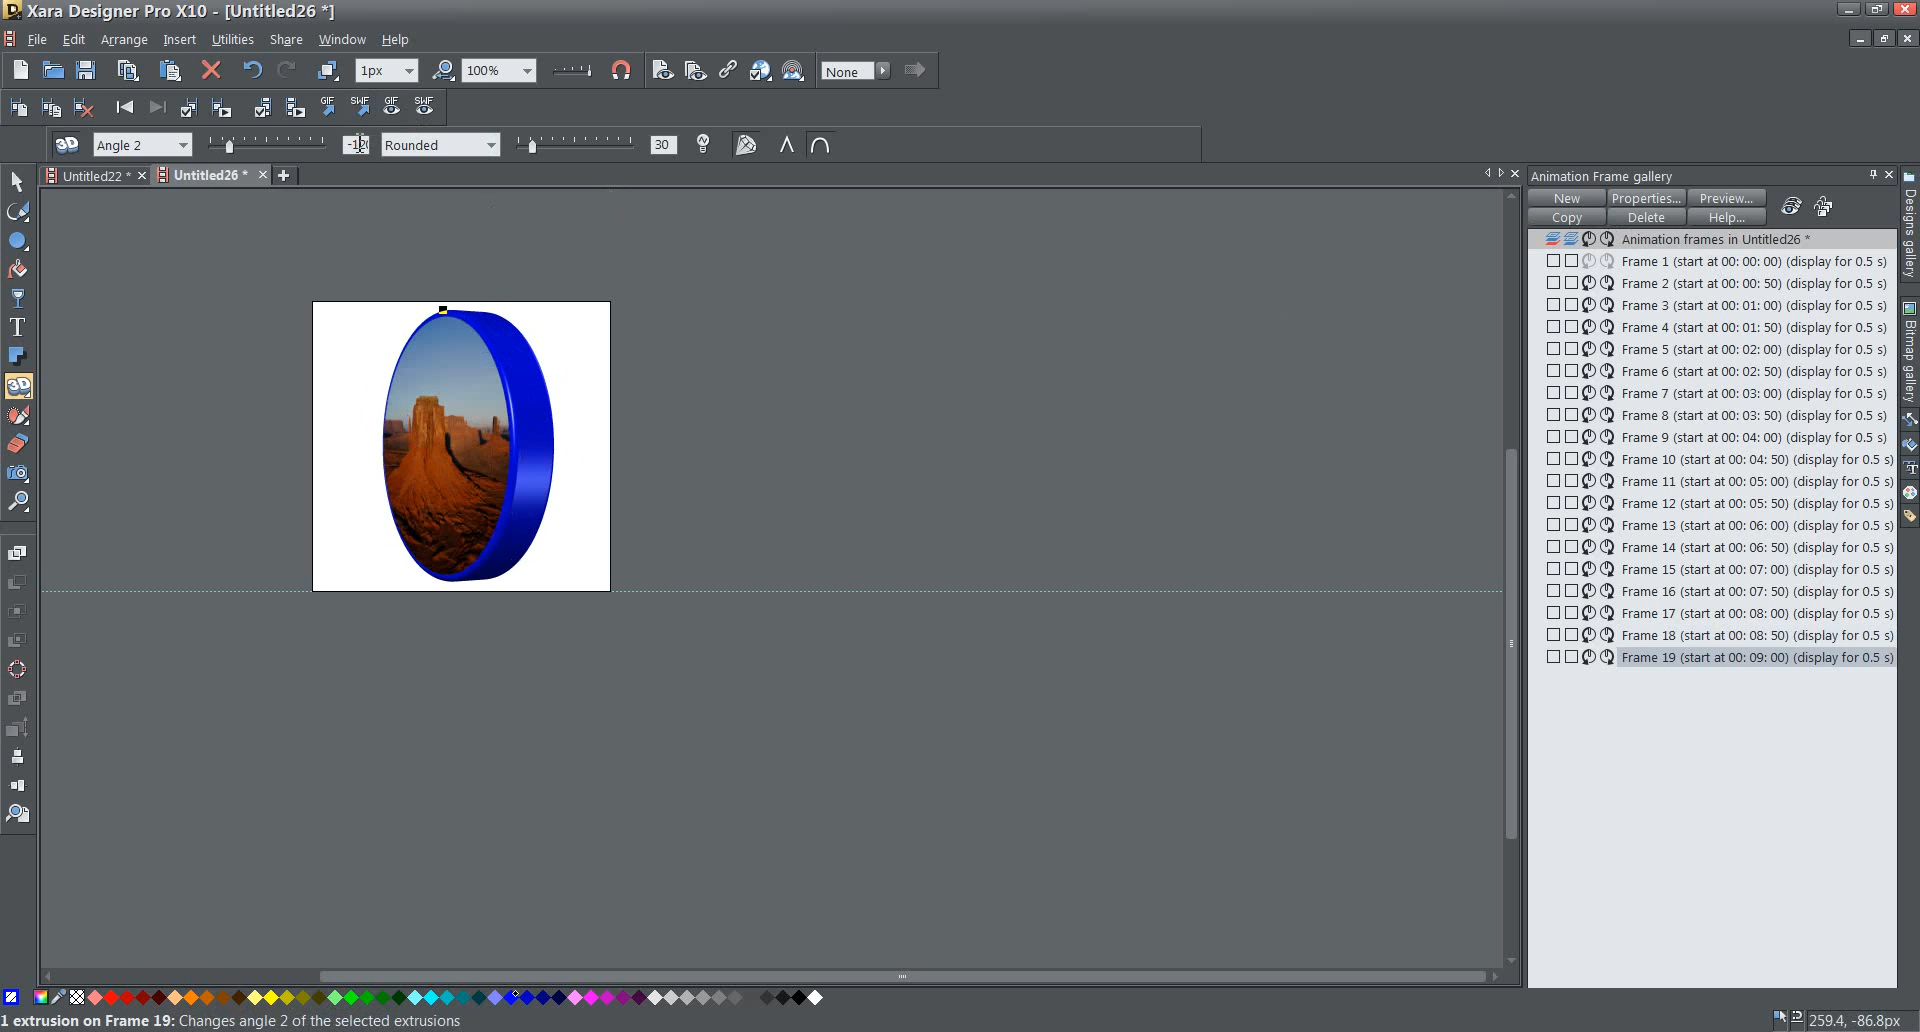 Xara Designer Pro X10 - [Untitled26 *]
File Edit Arrange Insert Utilities Share Window Help
1px 100% None
GIF SWF GIF SWF
3D Angle 2 -120 Rounded 30
Untitled22 * Untitled26 *
Animation Frame gallery
New Properties... Preview...
Copy Delete Help...
Animation frames in Untitled26 *
Frame 1 (start at 00: 00: 00) (display for 0.5 s)
Frame 2 (start at 00: 00: 50) (display for 0.5 s)
Frame 3 (start at 00: 01: 00) (display for 0.5 s)
Frame 4 (start at 00: 01: 50) (display for 0.5 s)
Frame 5 (start at 00: 02: 00) (display for 0.5 s)
Frame 6 (start at 00: 02: 50) (display for 0.5 s)
Frame 7 (start at 00: 03: 00) (display for 0.5 s)
Frame 8 (start at 00: 03: 50) (display for 0.5 s)
Frame 9 (start at 00: 04: 00) (display for 0.5 s)
Frame 10 (start at 00: 04: 50) (display for 0.5 s)
Frame 11 (start at 00: 05: 00) (display for 0.5 s)
Frame 12 (start at 00: 05: 50) (display for 0.5 s)
Frame 13 (start at 00: 06: 00) (display for 0.5 s)
Frame 14 (start at 00: 06: 50) (display for 0.5 s)
Frame 15 (start at 00: 07: 00) (display for 0.5 s)
Frame 16 (start at 00: 07: 50) (display for 0.5 s)
Frame 17 (start at 00: 08: 00) (display for 0.5 s)
Frame 18 (start at 00: 08: 50) (display for 0.5 s)
Frame 19 (start at 00: 09: 00) (display for 0.5 s)
Designs gallery
Bitmap gallery
3D
1 extrusion on Frame 19: Changes angle 2 of the selected extrusions
259.4, -86.8px